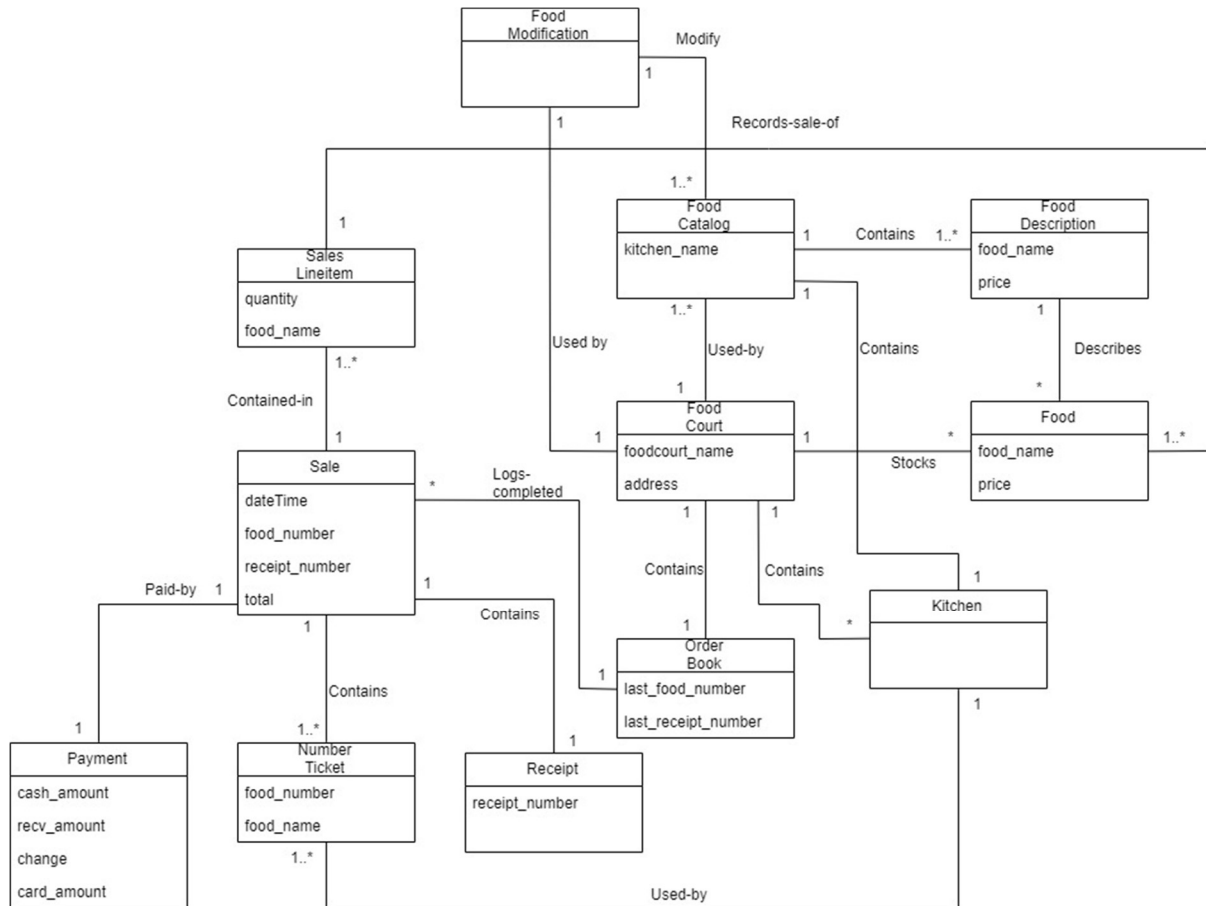 Food
Modification
Modify
1
1
Records-sale-of
1..*
1
Food
Catalog
kitchen_name
1
Contains
1..*
Food
Description
food_name
price
Sales
Lineitem
quantity
food_name
1
1..*
1
1..*
Used by
Used-by
Contains
Describes
Contained-in
1
*
1
1
Food
Court
foodcourt_name
address
1
Stocks
*
Food
food_name
price
1..*
Sale
dateTime
food_number
receipt_number
total
*
Logs-
completed
1
1
Contains
Contains
Paid-by
1
1
1
Contains
1
*
1
Kitchen
Order
Book
last_food_number
last_receipt_number
1
Contains
1
1..*
1
1
Payment
cash_amount
recv_amount
change
card_amount
Number
Ticket
food_number
food_name
Receipt
receipt_number
1..*
Used-by